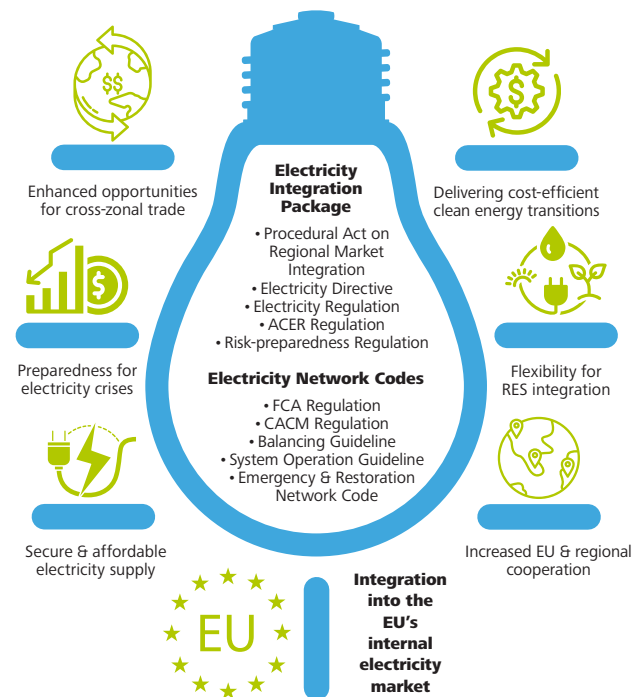 $$
$
Enhanced opportunities
for cross-zonal trade
Delivering cost-efficient
clean energy transitions
$
Preparedness for
electricity crises
Flexibility for
RES integration
Secure & affordable
electricity supply
Increased EU & regional
cooperation
Electricity
Integration
Package
• Procedural Act on
Regional Market
Integration
• Electricity Directive
• Electricity Regulation
• ACER Regulation
• Risk-preparedness Regulation
Electricity Network Codes
• FCA Regulation
• CACM Regulation
• Balancing Guideline
• System Operation Guideline
• Emergency & Restoration
Network Code
EU
Integration
into the
EU's
internal
electricity
market